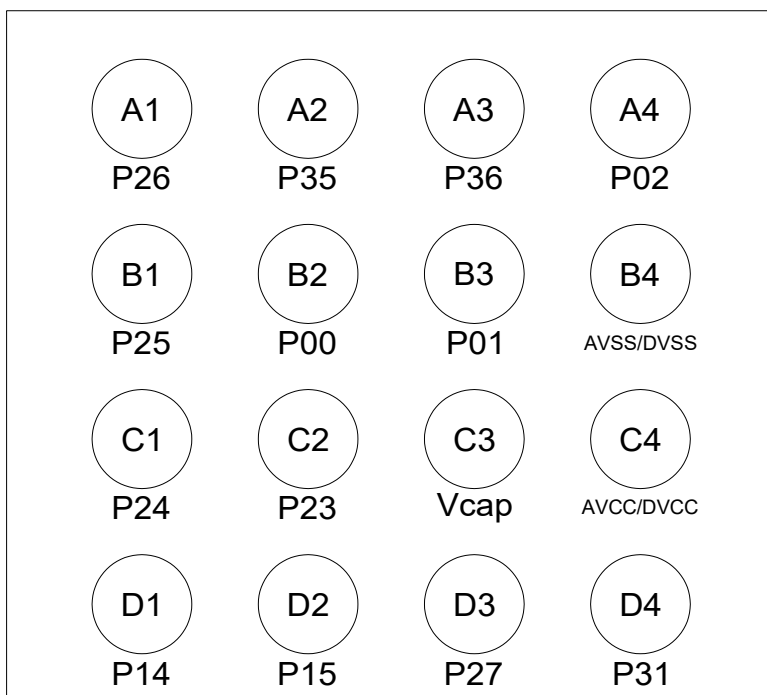 A1 A2 A3 A4
P26 P35 P36 P02
B1 B2 B3 B4
P25 P00 P01 AVSS/DVSS
C1 C2 C3 C4
P24 P23 Vcap AVCC/DVCC
D1 D2 D3 D4
P14 P15 P27 P31